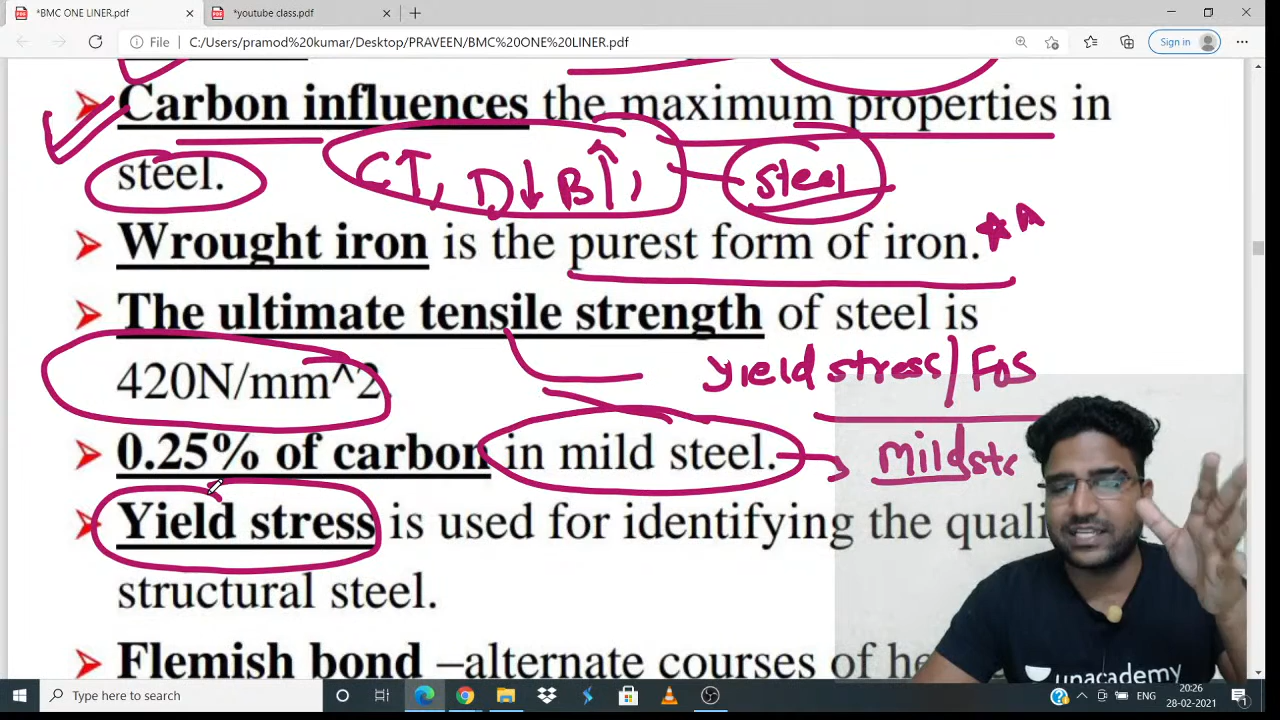 *BMC ONE LINER.pdf
*youtube class.pdf
File C:/Users/pramod%20kumar/Desktop/PRAVEEN/BMC%20ONE%20LINER.pdf
Sign in
Carbon influences the maximum properties in
steel.
C↑, D↓ B↑, steel
Wrought iron is the purest form of iron.
The ultimate tensile strength of steel is
420N/mm^2
yield stress/FOS
0.25% of carbon in mild steel.
mild
Yield stress is used for identifying the
structural steel.
Flemish bond –alternate courses of
unacademy
Type here to search
ENG
20:26
28-02-2021